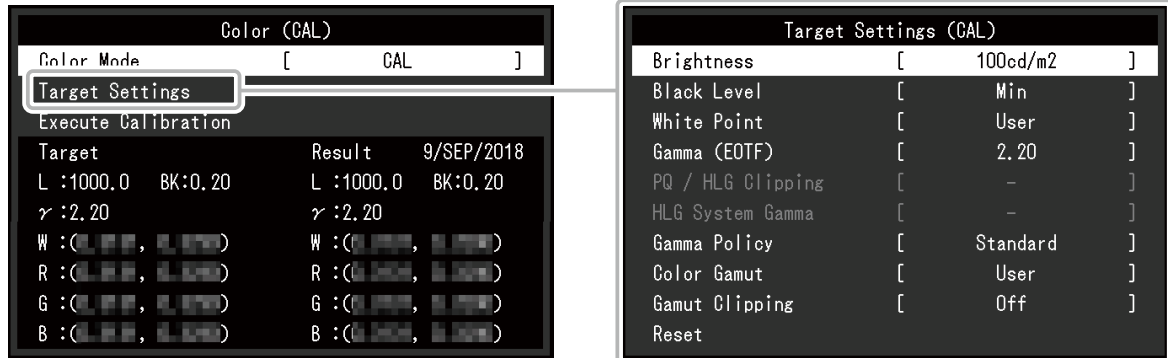 Color (CAL)
Color Mode [ CAL ]
Target Settings
Execute Calibration
Target Result 9/SEP/2018
L :1000.0 BK:0.20 L :1000.0 BK:0.20
γ :2.20 γ :2.20
W :( , ) W :( , )
R :( , ) R :( , )
G :( , ) G :( , )
B :( , ) B :( , )
Target Settings (CAL)
Brightness [ 100cd/m2 ]
Black Level [ Min ]
White Point [ User ]
Gamma (EOTF) [ 2.20 ]
PQ / HLG Clipping [ – ]
HLG System Gamma [ – ]
Gamma Policy [ Standard ]
Color Gamut [ User ]
Gamut Clipping [ Off ]
Reset